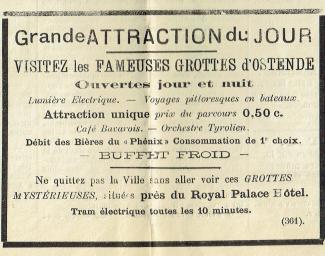 Grande ATTRACTION du JOUR
VISITEZ les FAMEUSES GROTTES d'OSTENDE
Ouvertes jour et nuit
Lumière Electrique. — Voyages pittoresques en bateaux.
Attraction unique prix du parcours 0,50 c.
Café Bavarois. — Orchestre Tyrolien.
Débit des Bières du «Phénix» Consommation de 1e choix.
— BUFFET FROID —
Ne quittez pas la Ville sans aller voir ces GROTTES
MYSTÉRIEUSES, situées près du Royal Palace Hôtel.
Tram électrique toutes les 10 minutes.
(361).